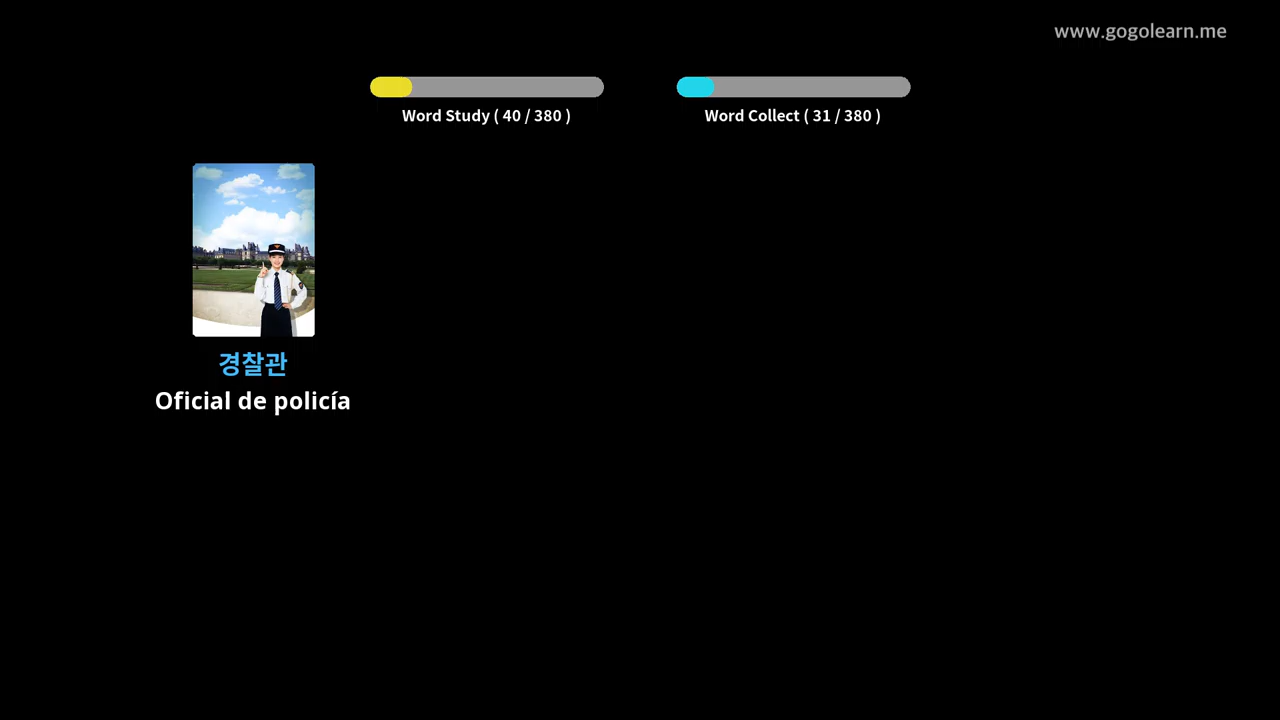 www.gogolearn.me
Word Study ( 40 / 380 )
Word Collect ( 31 / 380 )
경찰관
Oficial de policía